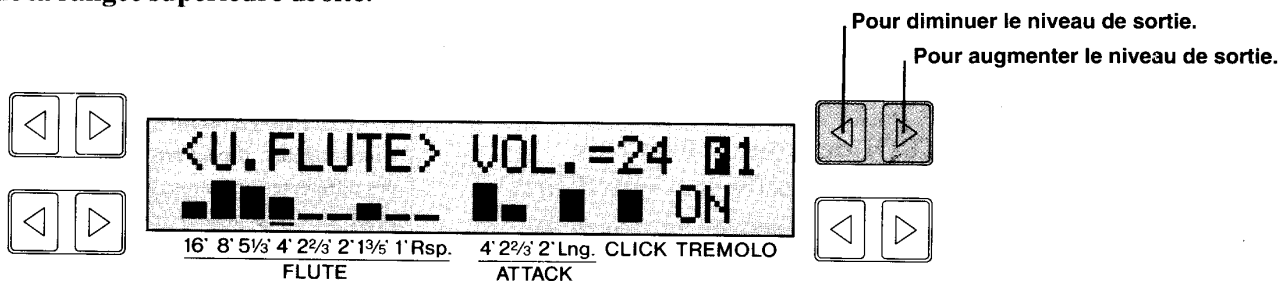 Pour diminuer le niveau de sortie.
Pour augmenter le niveau de sortie.
<U.FLUTE> VOL.=24 P1
ON
16' 8' 5⅓' 4' 2⅔' 2' 1⅗' 1' Rsp. 4' 2⅔' 2' Lng. CLICK TREMOLO
FLUTE ATTACK